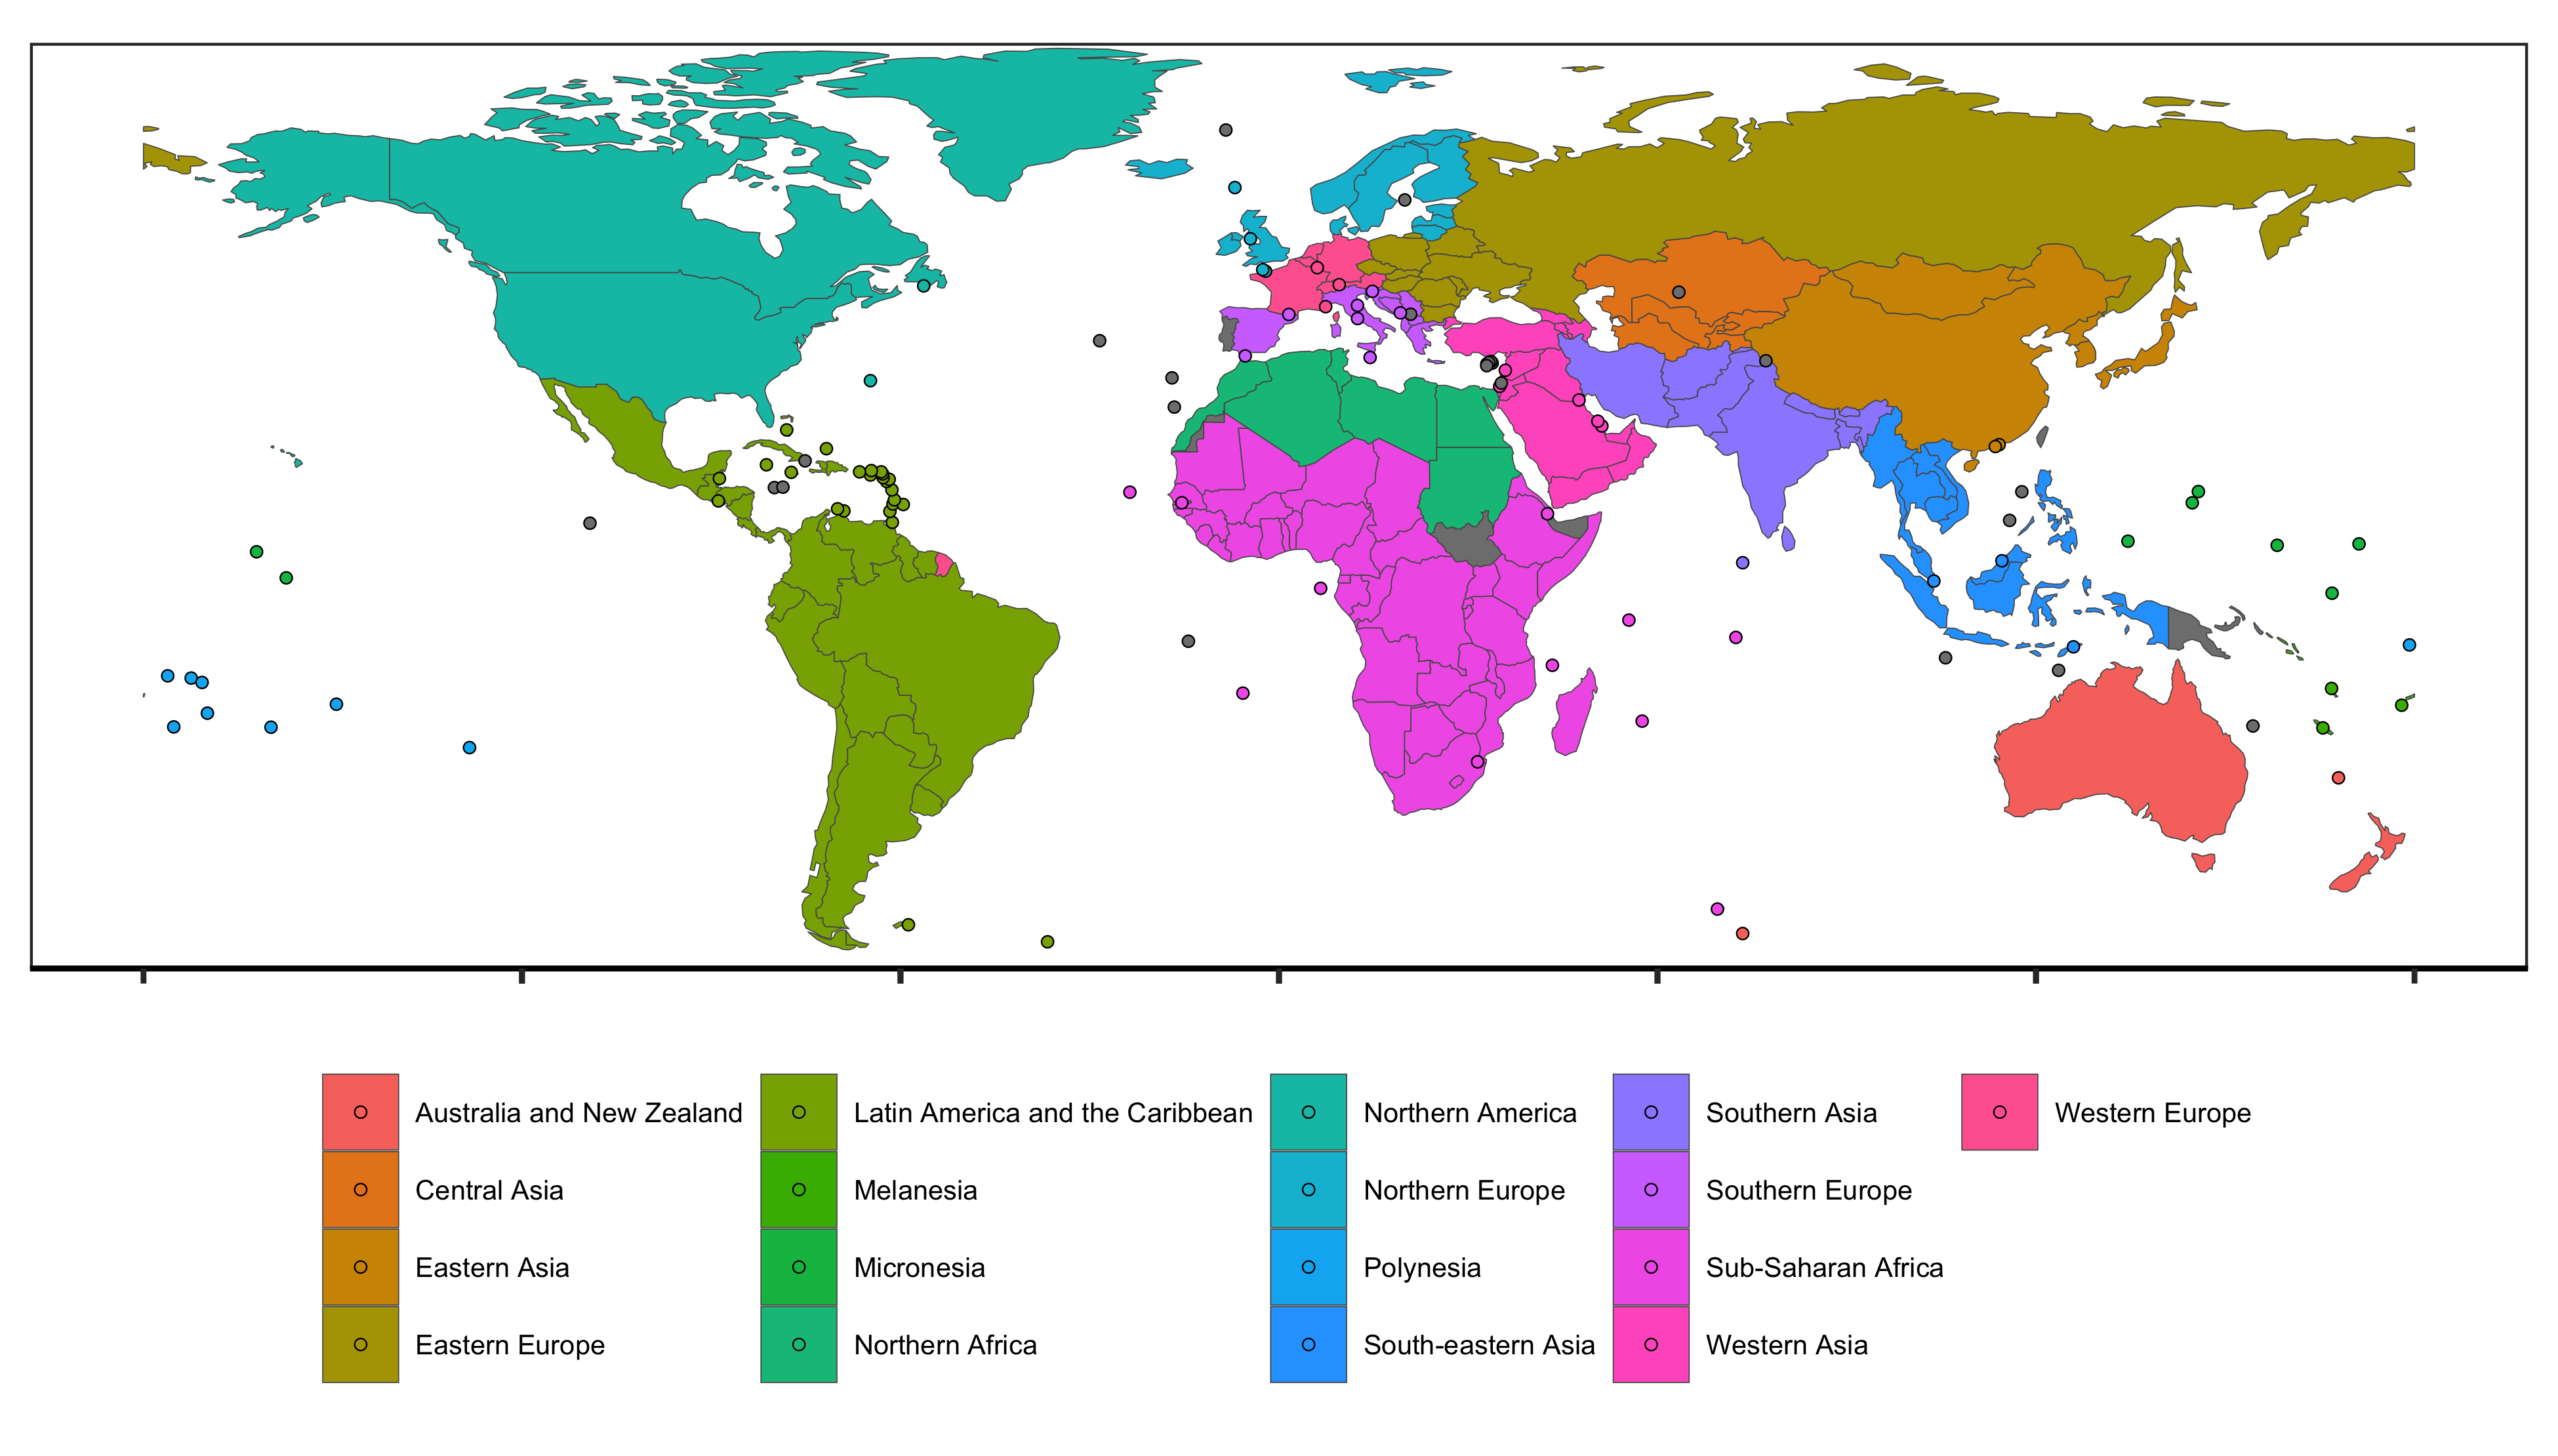 Australia and New Zealand
Central Asia
Eastern Asia
Eastern Europe
Latin America and the Caribbean
Melanesia
Micronesia
Northern Africa
Northern America
Northern Europe
Polynesia
South-eastern Asia
Southern Asia
Southern Europe
Sub-Saharan Africa
Western Asia
Western Europe